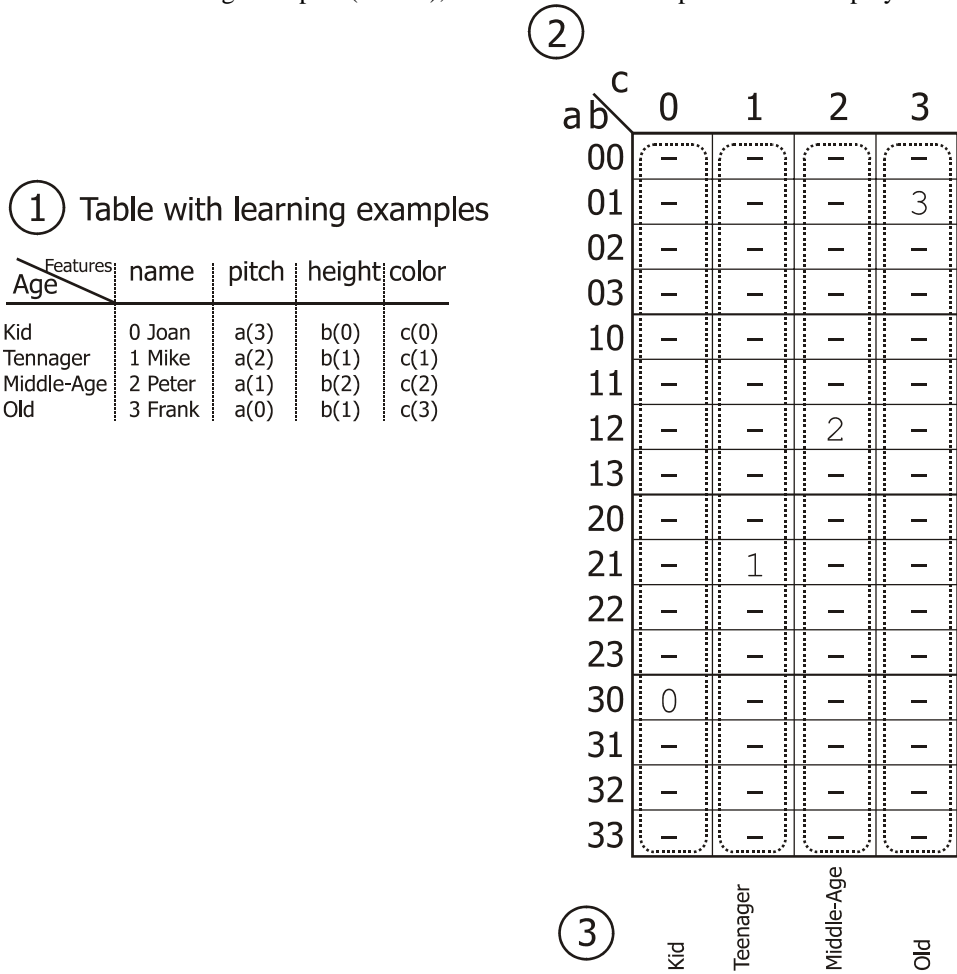 2
c
ab 0 1 2 3
00 – – – –
01 – – – 3
02 – – – –
03 – – – –
10 – – – –
11 – – – –
12 – – 2 –
13 – – – –
20 – – – –
21 – 1 – –
22 – – – –
23 – – – –
30 0 – – –
31 – – – –
32 – – – –
33 – – – –
3 Kid Teenager Middle-Age Old
1 Table with learning examples
Features
Age name pitch height color
Kid 0 Joan a(3) b(0) c(0)
Tennager 1 Mike a(2) b(1) c(1)
Middle-Age 2 Peter a(1) b(2) c(2)
Old 3 Frank a(0) b(1) c(3)